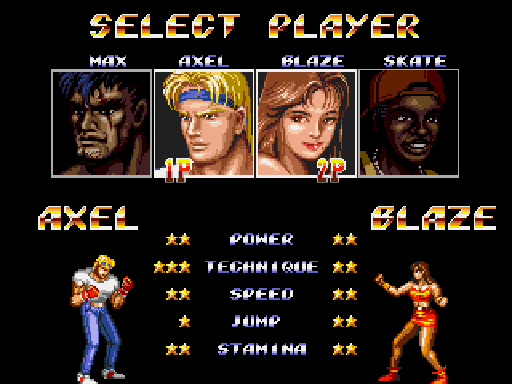 SELECT PLAYER
MAX AXEL BLAZE SKATE
1P 2P
AXEL BLAZE
★★ POWER ★★
★★★ TECHNIQUE ★★
★★ SPEED ★★
★ JUMP ★★
★★ STAMINA ★★